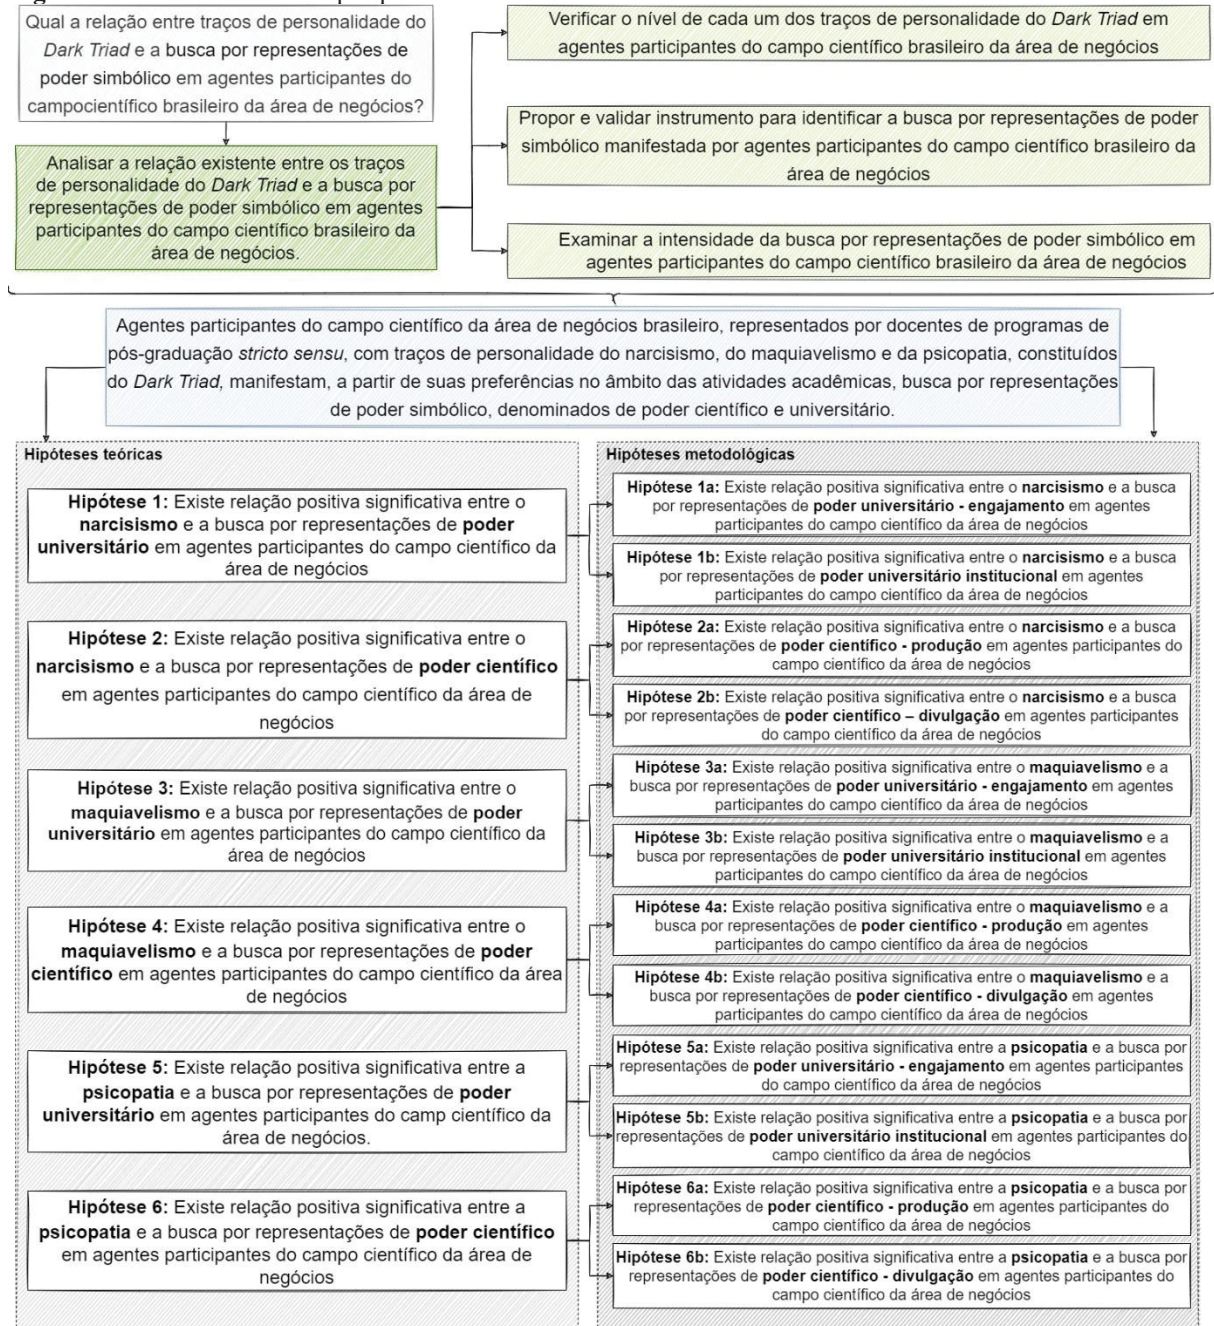 Qual a relação entre traços de personalidade do
Dark Triad e a busca por representações de
poder simbólico em agentes participantes do
campocientífico brasileiro da área de negócios?
Analisar a relação existente entre os traços
de personalidade do Dark Triad e a busca por
representações de poder simbólico em agentes
participantes do campo científico brasileiro da
área de negócios.
Verificar o nível de cada um dos traços de personalidade do Dark Triad em
agentes participantes do campo científico brasileiro da área de negócios
Propor e validar instrumento para identificar a busca por representações de poder
simbólico manifestada por agentes participantes do campo científico brasileiro da
área de negócios
Examinar a intensidade da busca por representações de poder simbólico em
agentes participantes do campo científico brasileiro da área de negócios
Agentes participantes do campo científico da área de negócios brasileiro, representados por docentes de programas de
pós-graduação stricto sensu, com traços de personalidade do narcisismo, do maquiavelismo e da psicopatia, constituídos
do Dark Triad, manifestam, a partir de suas preferências no âmbito das atividades acadêmicas, busca por representações
de poder simbólico, denominados de poder científico e universitário.
Hipóteses teóricas
Hipótese 1: Existe relação positiva significativa entre o
narcisismo e a busca por representações de poder
universitário em agentes participantes do campo científico da
área de negócios
Hipótese 2: Existe relação positiva significativa entre o
narcisismo e a busca por representações de poder científico
em agentes participantes do campo científico da área de
negócios
Hipótese 3: Existe relação positiva significativa entre o
maquiavelismo e a busca por representações de poder
universitário em agentes participantes do campo científico da
área de negócios
Hipótese 4: Existe relação positiva significativa entre o
maquiavelismo e a busca por representações de poder
científico em agentes participantes do campo científico da área
de negócios
Hipótese 5: Existe relação positiva significativa entre a
psicopatia e a busca por representações de poder
universitário em agentes participantes do camp científico da
área de negócios.
Hipótese 6: Existe relação positiva significativa entre a
psicopatia e a busca por representações de poder científico
em agentes participantes do campo científico da área de
negócios
Hipóteses metodológicas
Hipótese 1a: Existe relação positiva significativa entre o narcisismo e a busca
por representações de poder universitário - engajamento em agentes
participantes do campo científico da área de negócios
Hipótese 1b: Existe relação positiva significativa entre o narcisismo e a busca
por representações de poder universitário institucional em agentes
participantes do campo científico da área de negócios
Hipótese 2a: Existe relação positiva significativa entre o narcisismo e a busca
por representações de poder científico - produção em agentes participantes do
campo científico da área de negócios
Hipótese 2b: Existe relação positiva significativa entre o narcisismo e a busca
por representações de poder científico – divulgação em agentes participantes
do campo científico da área de negócios
Hipótese 3a: Existe relação positiva significativa entre o maquiavelismo e a
busca por representações de poder universitário - engajamento em agentes
participantes do campo científico da área de negócios
Hipótese 3b: Existe relação positiva significativa entre o maquiavelismo e a
busca por representações de poder universitário institucional em agentes
participantes do campo científico da área de negócios
Hipótese 4a: Existe relação positiva significativa entre o maquiavelismo e a
busca por representações de poder científico - produção em agentes
participantes do campo científico da área de negócios
Hipótese 4b: Existe relação positiva significativa entre o maquiavelismo e a
busca por representações de poder científico - divulgação em agentes
participantes do campo científico da área de negócios
Hipótese 5a: Existe relação positiva significativa entre a psicopatia e a busca por
representações de poder universitário - engajamento em agentes participantes
do campo científico da área de negócios
Hipótese 5b: Existe relação positiva significativa entre a psicopatia e a busca por
representações de poder universitário institucional em agentes participantes do
campo científico da área de negócios
Hipótese 6a: Existe relação positiva significativa entre a psicopatia e a busca por
representações de poder científico - produção em agentes participantes do
campo científico da área de negócios
Hipótese 6b: Existe relação positiva significativa entre a psicopatia e a busca por
representações de poder científico - divulgação em agentes participantes do
campo científico da área de negócios